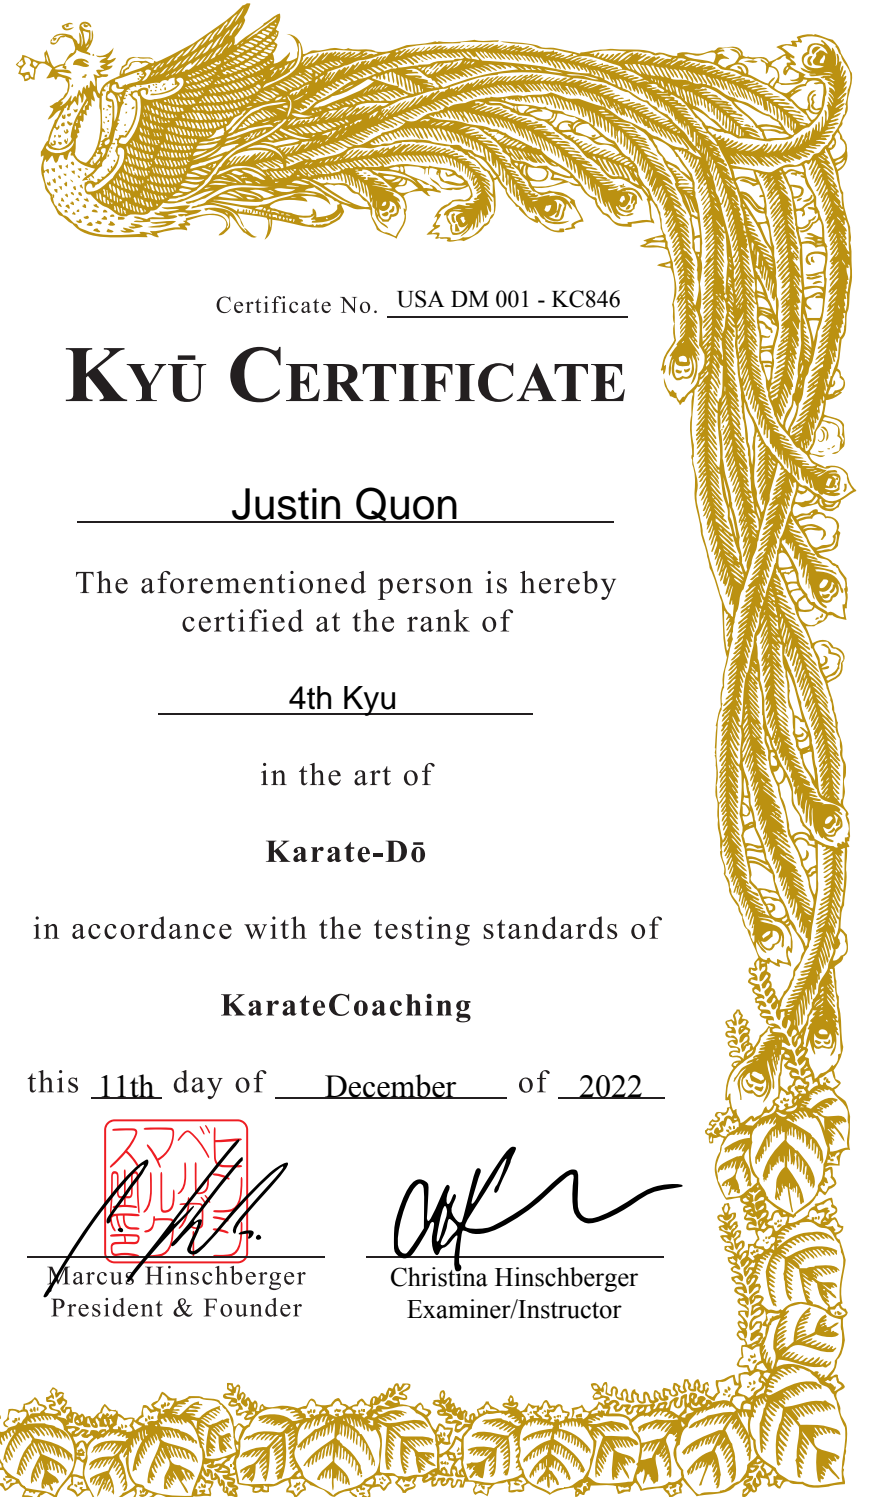 Certificate No. USA DM 001 - KC846
KYŪ CERTIFICATE
Justin Quon
The aforementioned person is hereby
certified at the rank of
4th Kyu
in the art of
Karate-Dō
in accordance with the testing standards of
KarateCoaching
this 11th day of December of 2022
Marcus Hinschberger
President & Founder
Christina Hinschberger
Examiner/Instructor